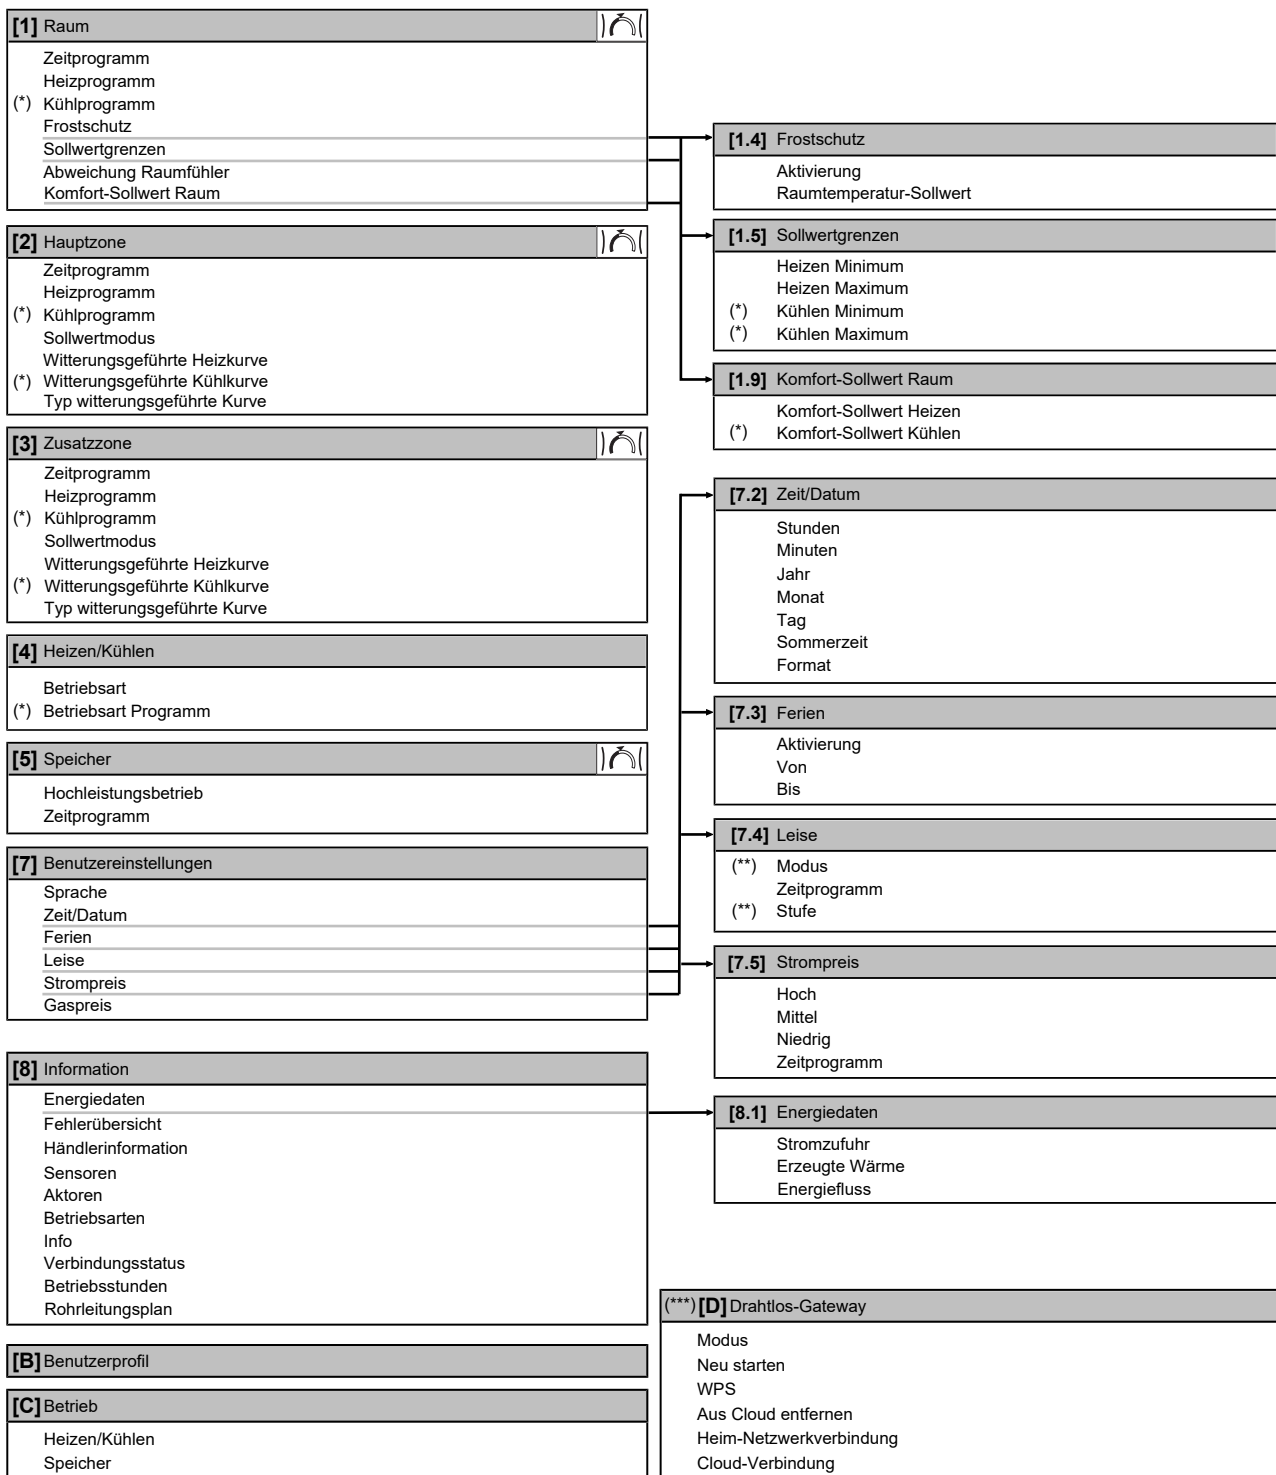 [1] Raum
Zeitprogramm
Heizprogramm
(*) Kühlprogramm
Frostschutz
Sollwertgrenzen
Abweichung Raumfühler
Komfort-Sollwert Raum
[2] Hauptzone
Zeitprogramm
Heizprogramm
(*) Kühlprogramm
Sollwertmodus
Witterungsgeführte Heizkurve
(*) Witterungsgeführte Kühlkurve
Typ witterungsgeführte Kurve
[3] Zusatzzone
Zeitprogramm
Heizprogramm
(*) Kühlprogramm
Sollwertmodus
Witterungsgeführte Heizkurve
(*) Witterungsgeführte Kühlkurve
Typ witterungsgeführte Kurve
[4] Heizen/Kühlen
Betriebsart
(*) Betriebsart Programm
[5] Speicher
Hochleistungsbetrieb
Zeitprogramm
[7] Benutzereinstellungen
Sprache
Zeit/Datum
Ferien
Leise
Strompreis
Gaspreis
[8] Information
Energiedaten
Fehlerübersicht
Händlerinformation
Sensoren
Aktoren
Betriebsarten
Info
Verbindungsstatus
Betriebsstunden
Rohrleitungsplan
[B] Benutzerprofil
[C] Betrieb
Heizen/Kühlen
Speicher
[1.4] Frostschutz
Aktivierung
Raumtemperatur-Sollwert
[1.5] Sollwertgrenzen
Heizen Minimum
Heizen Maximum
(*) Kühlen Minimum
(*) Kühlen Maximum
[1.9] Komfort-Sollwert Raum
Komfort-Sollwert Heizen
(*) Komfort-Sollwert Kühlen
[7.2] Zeit/Datum
Stunden
Minuten
Jahr
Monat
Tag
Sommerzeit
Format
[7.3] Ferien
Aktivierung
Von
Bis
[7.4] Leise
(**) Modus
Zeitprogramm
(**) Stufe
[7.5] Strompreis
Hoch
Mittel
Niedrig
Zeitprogramm
[8.1] Energiedaten
Stromzufuhr
Erzeugte Wärme
Energiefluss
(***) [D] Drahtlos-Gateway
Modus
Neu starten
WPS
Aus Cloud entfernen
Heim-Netzwerkverbindung
Cloud-Verbindung